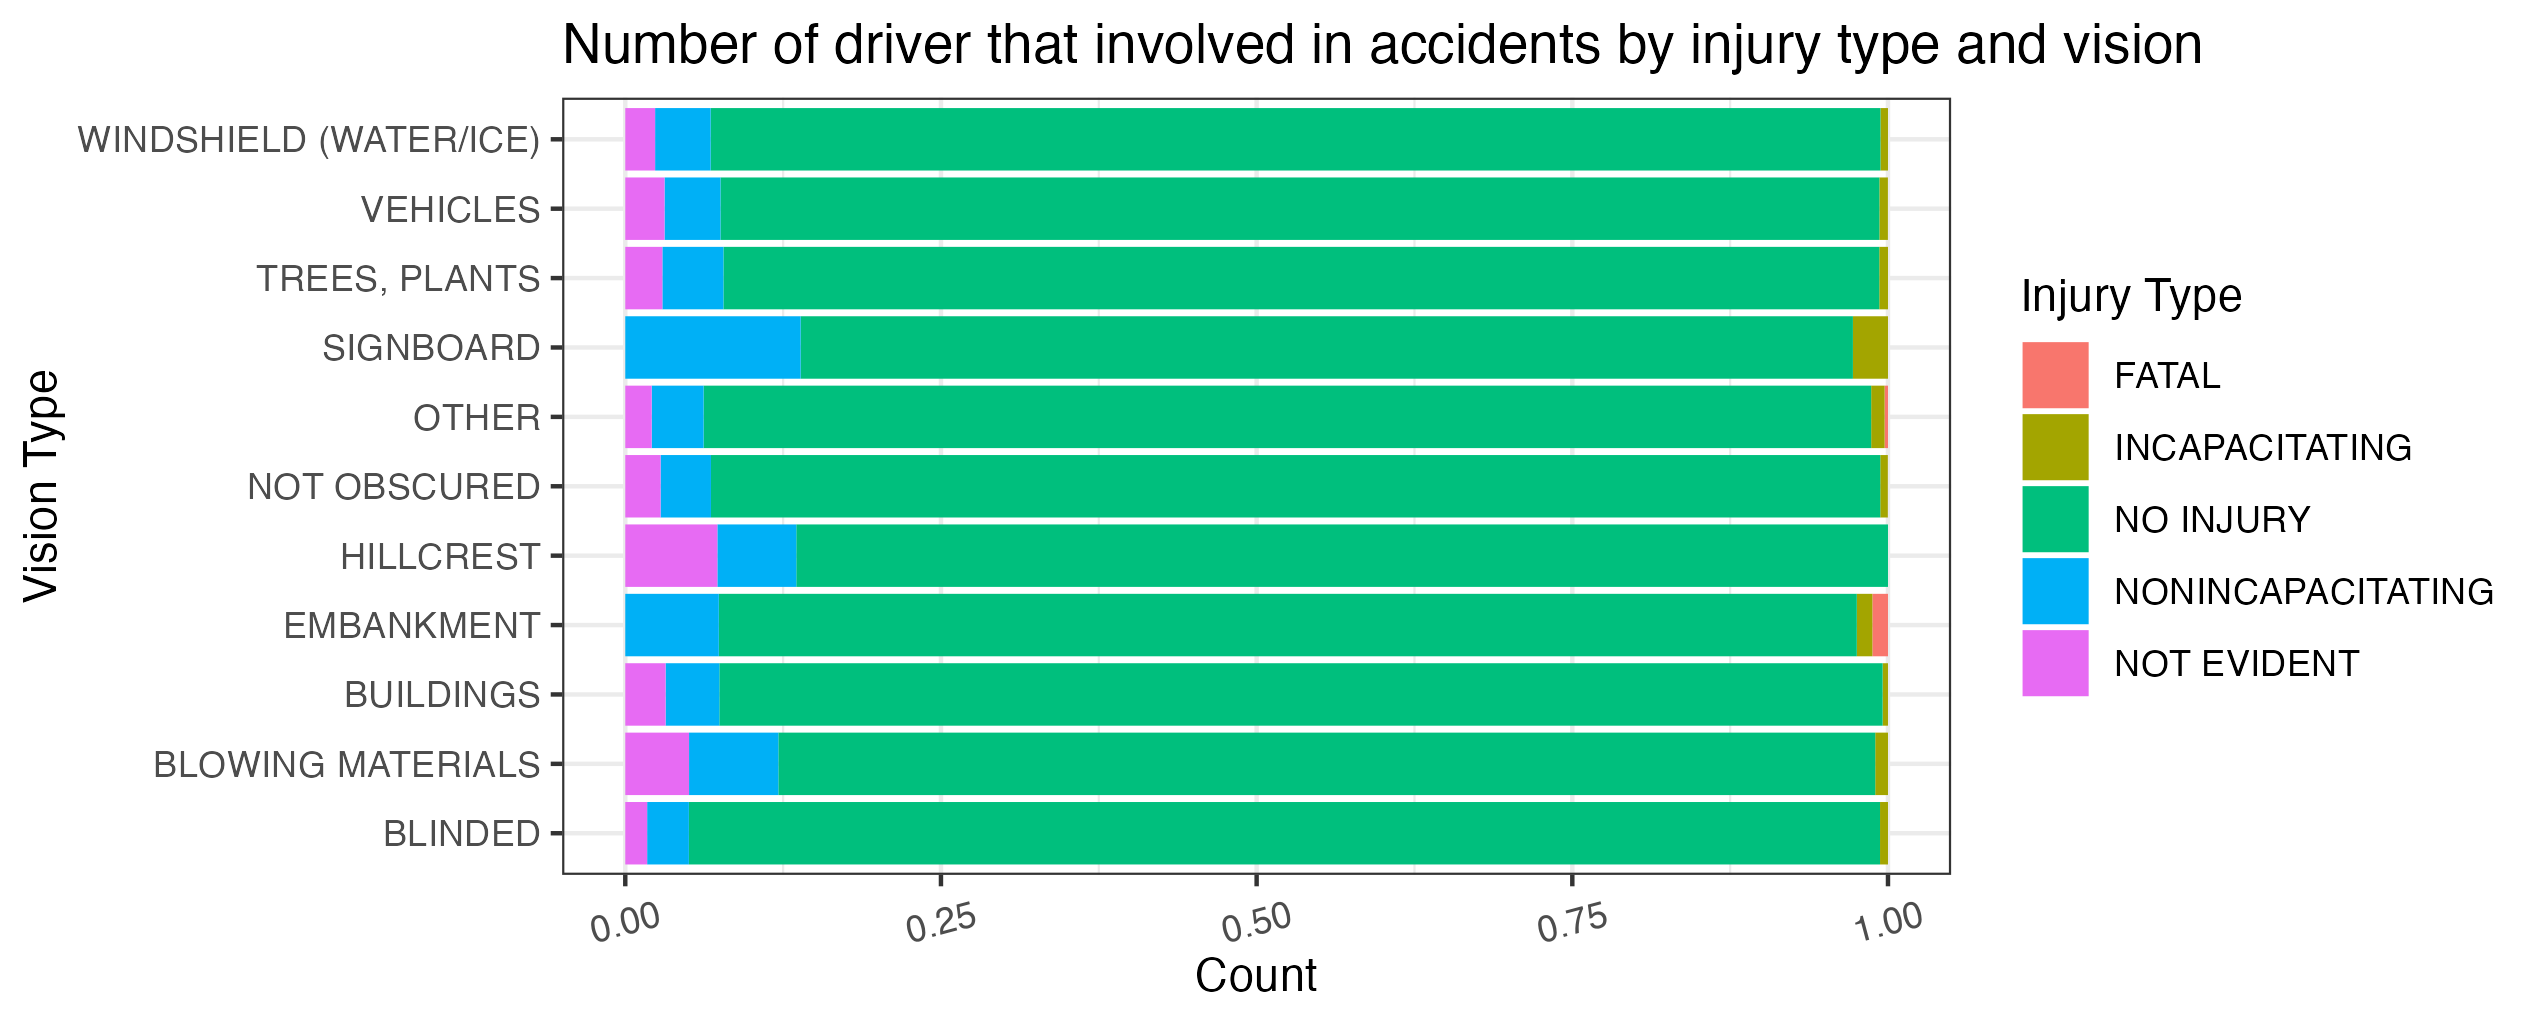 Number of driver that involved in accidents by injury type and vision
Vision Type
WINDSHIELD (WATER/ICE)
VEHICLES
TREES, PLANTS
SIGNBOARD
OTHER
NOT OBSCURED
HILLCREST
EMBANKMENT
BUILDINGS
BLOWING MATERIALS
BLINDED
0.00 0.25 0.50 0.75 1.00
Count
Injury Type
FATAL
INCAPACITATING
NO INJURY
NONINCAPACITATING
NOT EVIDENT